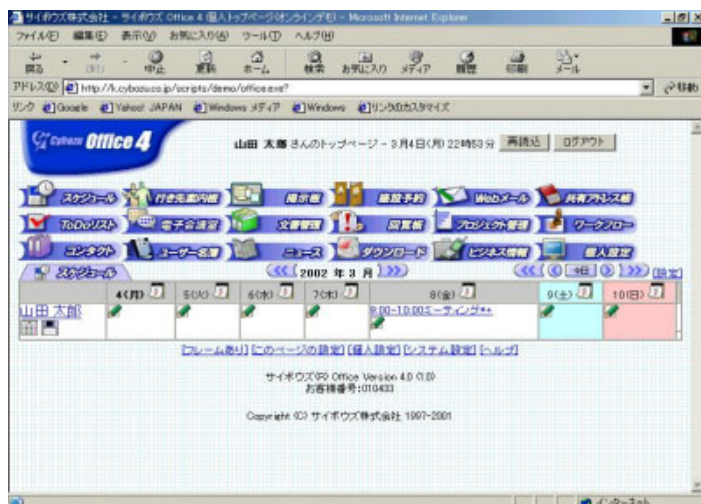 サイボウズ株式会社 - サイボウズ Office 4 (個人トップページ(オンラインデモ) - Microsoft Internet Explorer
ファイル(F) 編集(E) 表示(V) お気に入り(A) ツール(T) ヘルプ(H)
戻る 中止 更新 ホーム 検索 お気に入り メディア 履歴 印刷 メール
アドレス(D) http://k.cybozu.co.jp/scripts/demo/office.exe? 移動
リンク Google Yahoo! JAPAN Windows メディア Windows リンクのカスタマイズ
Cybozu Office 4 山田 太郎 さんのトップページ - 3月4日(月) 22時53分 再読込 ログアウト
スケジュール 行き先案内板 掲示板 施設予約 Webメール 共有アドレス帳
ToDoリスト 電子会議室 文書管理 回覧板 プロジェクト管理 ワークフロー
コンタクト ユーザー名簿 ニュース ダウンロード ビジネス情報 個人設定
スケジュール 2002 年 3 月 今日 [設定]
4(月) 5(火) 6(水) 7(木) 8(金) 9(土) 10(日)
山田 太郎 9:00-10:00ミーティング++
[フレームあり] [このページの設定] [個人設定] [システム設定] [ヘルプ]
サイボウズ(R) Office Version 4.0 (1.0)
お客様番号:010433
Copyright (C) サイボウズ株式会社 1997-2001
インターネット